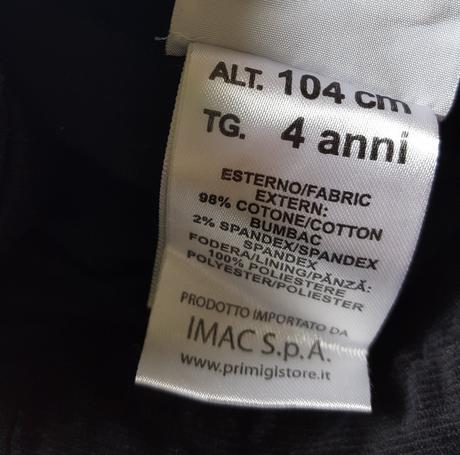 ALT. 104 cm
TG. 4 anni
ESTERNO/FABRIC
EXTERN:
98% COTONE/COTTON
BUMBAC
2% SPANDEX/SPANDEX
SPANDEX
FODERA/LINING/PÂNZĂ:
100% POLIESTERE
POLYESTER/POLIESTER
PRODOTTO IMPORTATO DA
IMAC S.p.A.
www.primigistore.it